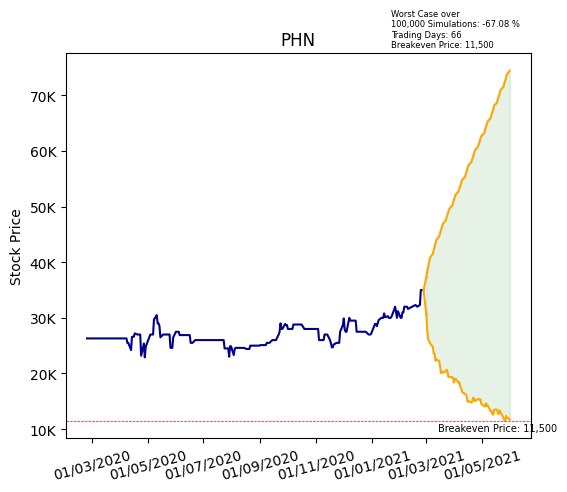 Worst Case over
100,000 Simulations: -67.08 %
Trading Days: 66
Breakeven Price: 11,500
PHN
Stock Price
70K
60K
50K
40K
30K
20K
10K
Breakeven Price: 11,500
01/03/2020
01/05/2020
01/07/2020
01/09/2020
01/11/2020
01/01/2021
01/03/2021
01/05/2021